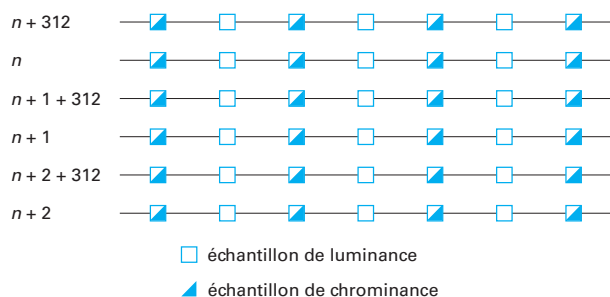 n + 312
n
n + 1 + 312
n + 1
n + 2 + 312
n + 2
échantillon de luminance
échantillon de chrominance